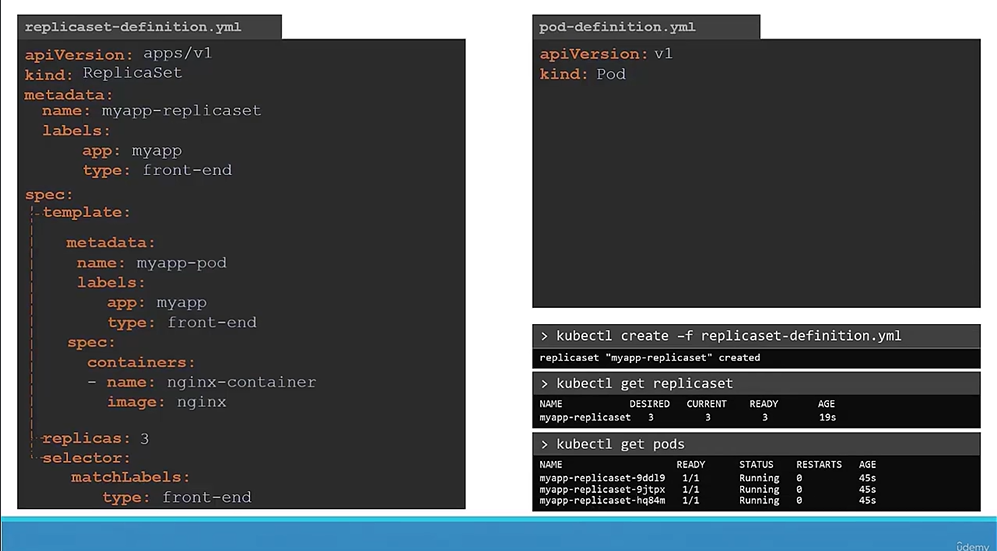 replicaset-definition.yml
apiVersion: apps/v1
kind: ReplicaSet
metadata:
name: myapp-replicaset
labels:
app: myapp
type: front-end
spec:
template:
metadata:
name: myapp-pod
labels:
app: myapp
type: front-end
spec:
containers:
- name: nginx-container
image: nginx
replicas: 3
selector:
matchLabels:
type: front-end
pod-definition.yml
apiVersion: v1
kind: Pod
> kubectl create –f replicaset-definition.yml
replicaset "myapp-replicaset" created
> kubectl get replicaset
NAME DESIRED CURRENT READY AGE
myapp-replicaset 3 3 3 19s
> kubectl get pods
NAME READY STATUS RESTARTS AGE
myapp-replicaset-9ddl9 1/1 Running 0 45s
myapp-replicaset-9jtpx 1/1 Running 0 45s
myapp-replicaset-hq84m 1/1 Running 0 45s
udemy